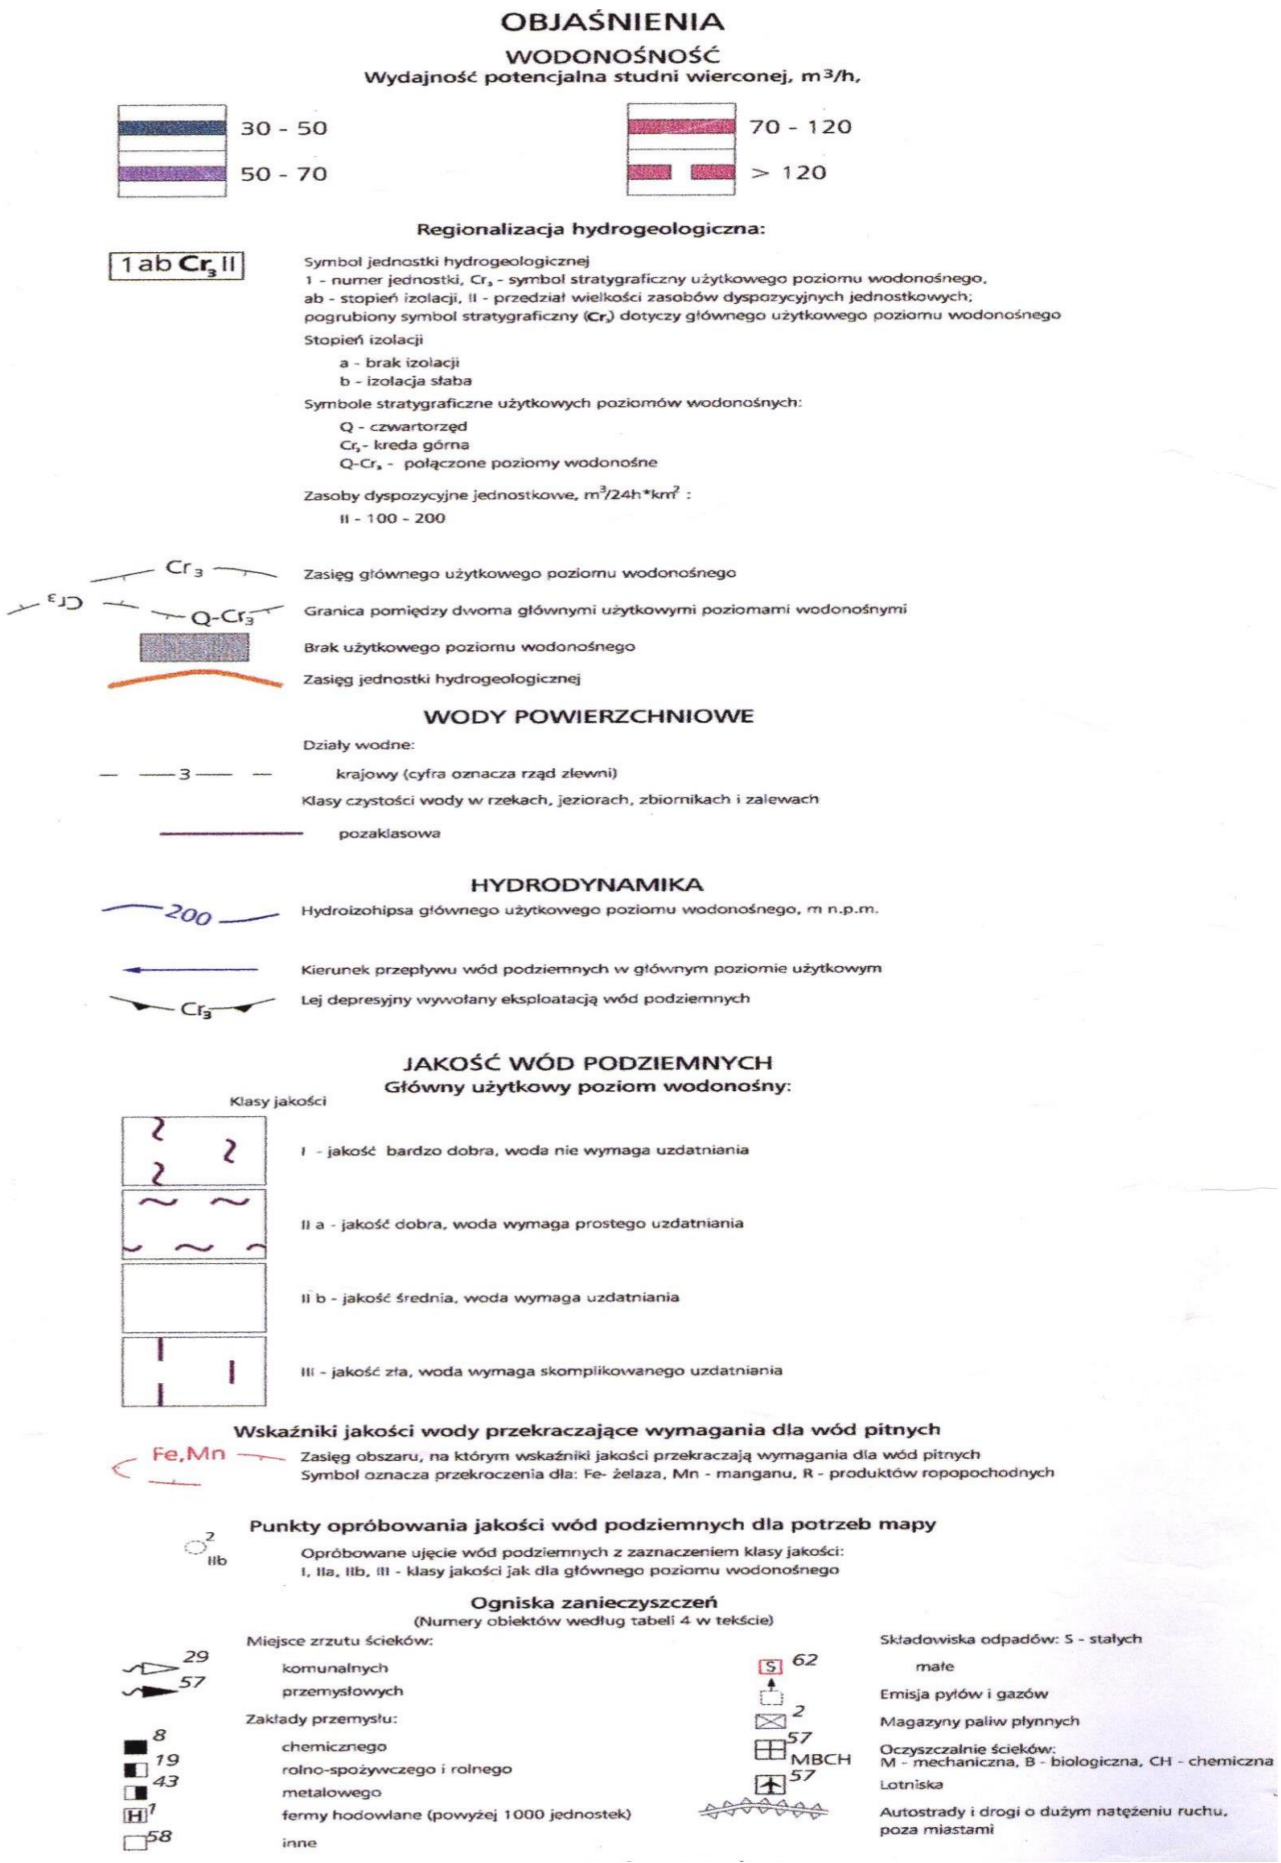 OBJAŚNIENIA
WODONOŚNOŚĆ
Wydajność potencjalna studni wierconej, m³/h,
30 - 50
70 - 120
50 - 70
> 120
Regionalizacja hydrogeologiczna:
1 ab Cr₃ II
Symbol jednostki hydrogeologicznej
1 - numer jednostki, Cr₃ - symbol stratygraficzny użytkowego poziomu wodonośnego,
ab - stopień izolacji, II - przedział wielkości zasobów dyspozycyjnych jednostkowych;
pogrubiony symbol stratygraficzny (Cr₃) dotyczy głównego użytkowego poziomu wodonośnego
Stopień izolacji
a - brak izolacji
b - izolacja słaba
Symbole stratygraficzne użytkowych poziomów wodonośnych:
Q - czwartorzęd
Cr₃ - kreda górna
Q-Cr₃ - połączone poziomy wodonośne
Zasoby dyspozycyjne jednostkowe, m³/24h*km² :
II - 100 - 200
Cr₃
Zasięg głównego użytkowego poziomu wodonośnego
Cr₃
Q-Cr₃
Granica pomiędzy dwoma głównymi użytkowymi poziomami wodonośnymi
Brak użytkowego poziomu wodonośnego
Zasięg jednostki hydrogeologicznej
WODY POWIERZCHNIOWE
Działy wodne:
3
krajowy (cyfra oznacza rząd zlewni)
Klasy czystości wody w rzekach, jeziorach, zbiornikach i zalewach
pozaklasowa
HYDRODYNAMIKA
200
Hydroizohipsa głównego użytkowego poziomu wodonośnego, m n.p.m.
Kierunek przepływu wód podziemnych w głównym poziomie użytkowym
Cr₃
Lej depresyjny wywołany eksploatacją wód podziemnych
JAKOŚĆ WÓD PODZIEMNYCH
Główny użytkowy poziom wodonośny:
Klasy jakości
I - jakość bardzo dobra, woda nie wymaga uzdatniania
II a - jakość dobra, woda wymaga prostego uzdatniania
II b - jakość średnia, woda wymaga uzdatniania
III - jakość zła, woda wymaga skomplikowanego uzdatniania
Wskaźniki jakości wody przekraczające wymagania dla wód pitnych
Fe,Mn
Zasięg obszaru, na którym wskaźniki jakości przekraczają wymagania dla wód pitnych
Symbol oznacza przekroczenia dla: Fe- żelaza, Mn - manganu, R - produktów ropopochodnych
Punkty opróbowania jakości wód podziemnych dla potrzeb mapy
2
IIb
Opróbowane ujęcie wód podziemnych z zaznaczeniem klasy jakości:
I, IIa, IIb, III - klasy jakości jak dla głównego poziomu wodonośnego
Ogniska zanieczyszczeń
(Numery obiektów według tabeli 4 w tekście)
Miejsce zrzutu ścieków:
29
komunalnych
57
przemysłowych
Zakłady przemysłu:
8
chemicznego
19
rolno-spożywczego i rolnego
43
metalowego
H 1
fermy hodowlane (powyżej 1000 jednostek)
58
inne
Składowiska odpadów: S - stałych
S 62
małe
Emisja pyłów i gazów
2
Magazyny paliw płynnych
57
MBCH
Oczyszczalnie ścieków:
M - mechaniczna, B - biologiczna, CH - chemiczna
57
Lotniska
Autostrady i drogi o dużym natężeniu ruchu,
poza miastami